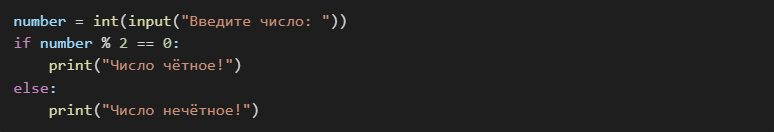 number = int(input("Введите число: "))
if number % 2 == 0:
    print("Число чётное!")
else:
    print("Число нечётное!")